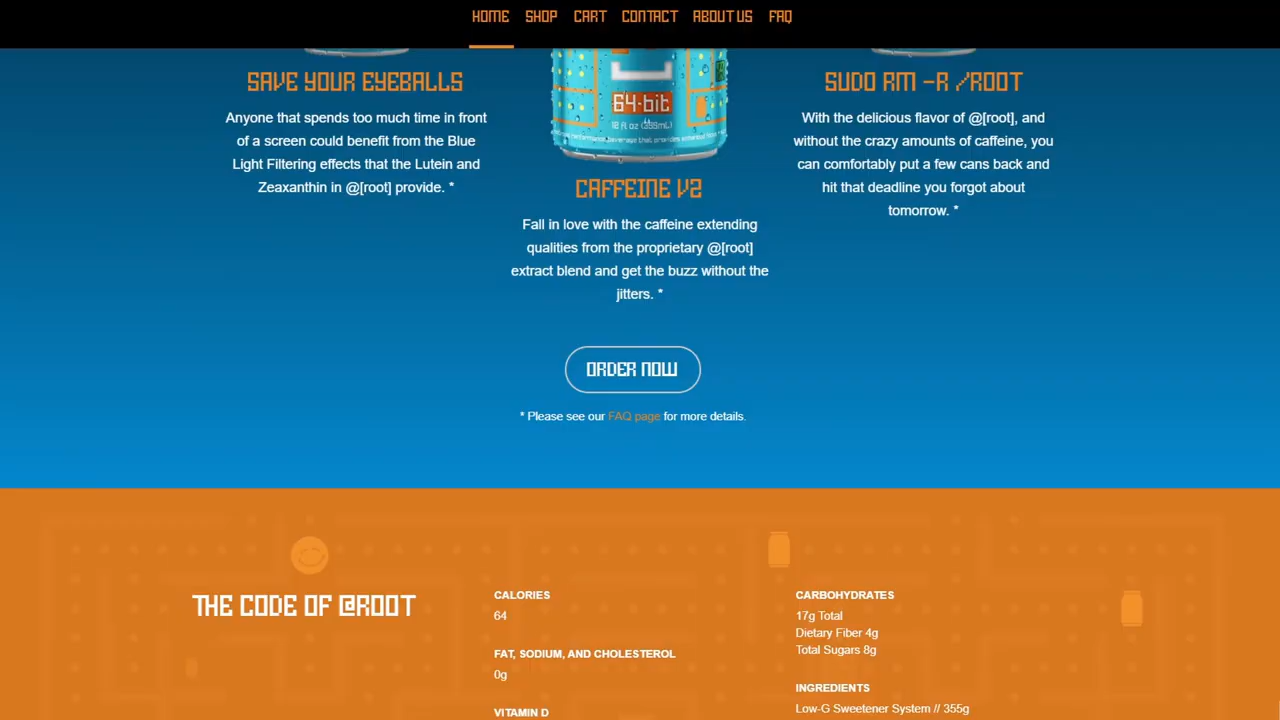 HOME SHOP CART CONTACT ABOUT US FAQ
SAVE YOUR EYEBALLS
Anyone that spends too much time in front
of a screen could benefit from the Blue
Light Filtering effects that the Lutein and
Zeaxanthin in @[root] provide. *
64-bit
12 fl oz (355mL)
CAFFEINE V2
Fall in love with the caffeine extending
qualities from the proprietary @[root]
extract blend and get the buzz without the
jitters. *
SUDO RM -R /ROOT
With the delicious flavor of @[root], and
without the crazy amounts of caffeine, you
can comfortably put a few cans back and
hit that deadline you forgot about
tomorrow. *
ORDER NOW
* Please see our FAQ page for more details.
THE CODE OF @ROOT
CALORIES
64
FAT, SODIUM, AND CHOLESTEROL
0g
VITAMIN D
CARBOHYDRATES
17g Total
Dietary Fiber 4g
Total Sugars 8g
INGREDIENTS
Low-G Sweetener System // 355g